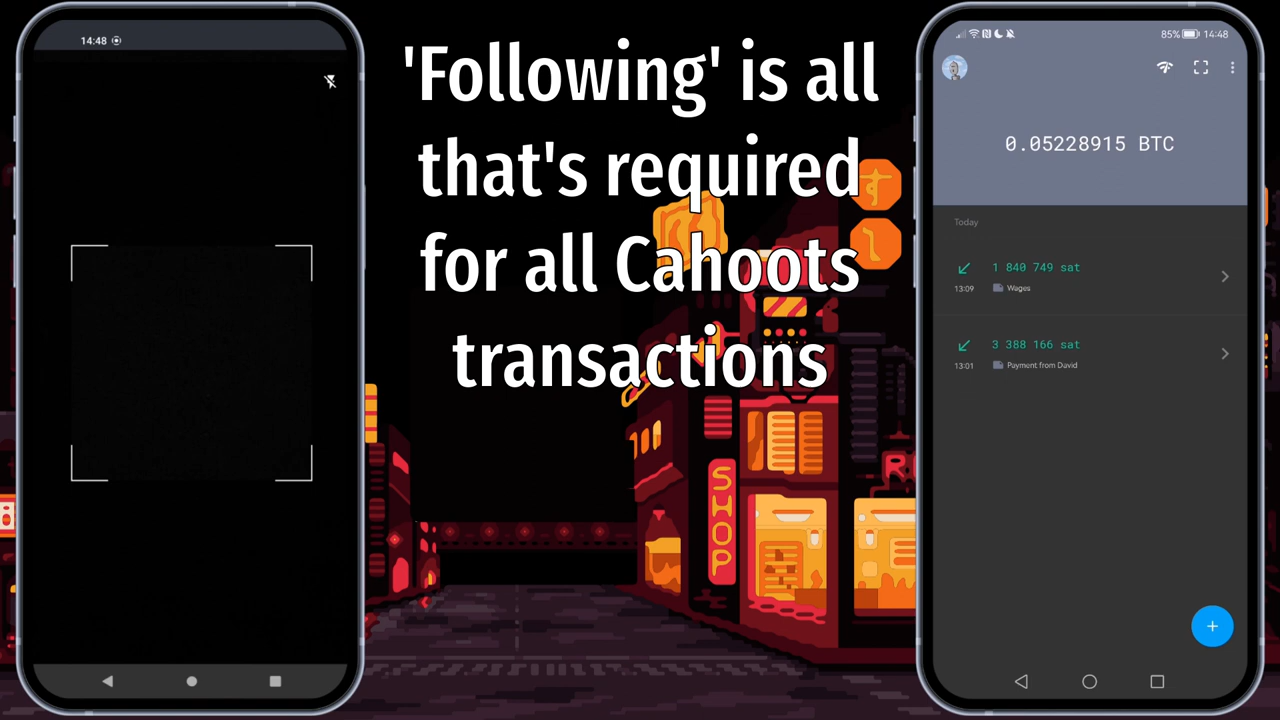 14:48
'Following' is all
that's required
for all Cahoots
transactions
SHOP
R
85% 14:48
0.05228915 BTC
Today
1 840 749 sat
13:09 Wages
3 388 166 sat
13:01 Payment from David
+